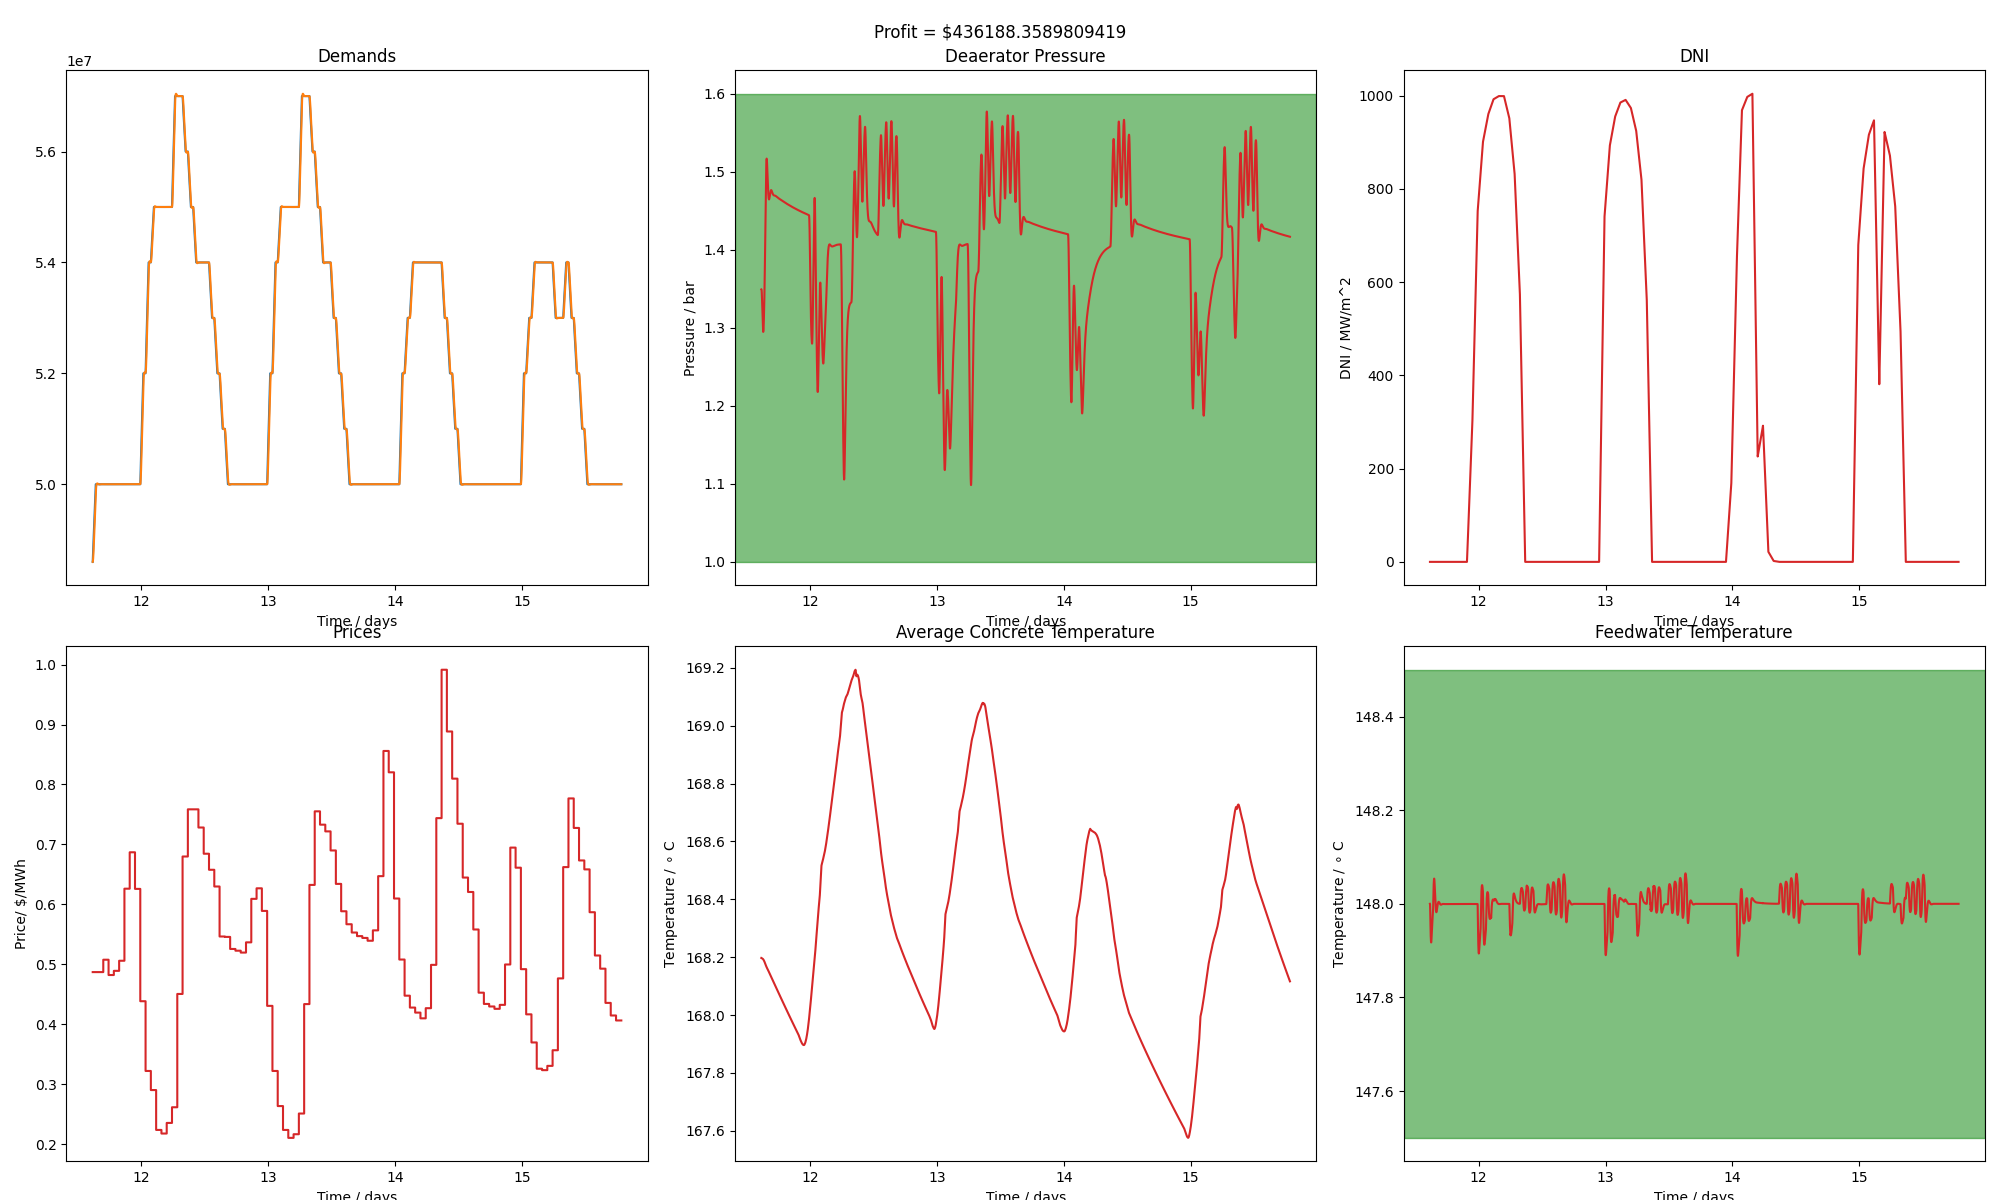 Profit = $436188.3589809419
Demands
1e7
5.6
5.4
5.2
5.0
12 13 14 15
Time / days
Deaerator Pressure
Pressure / bar
1.6
1.5
1.4
1.3
1.2
1.1
1.0
12 13 14 15
Time / days
DNI
DNI / MW/m^2
1000
800
600
400
200
0
12 13 14 15
Time / days
Prices
Price/ $/MWh
1.0
0.9
0.8
0.7
0.6
0.5
0.4
0.3
0.2
12 13 14 15
Time / days
Average Concrete Temperature
Temperature / ∘ C
169.2
169.0
168.8
168.6
168.4
168.2
168.0
167.8
167.6
12 13 14 15
Time / days
Feedwater Temperature
Temperature / ∘ C
148.4
148.2
148.0
147.8
147.6
12 13 14 15
Time / days